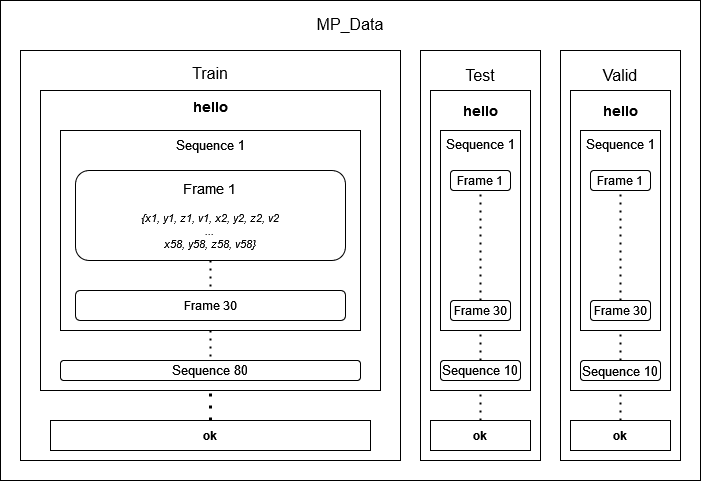 MP_Data
Train
hello
Sequence 1
Frame 1
{x1, y1, z1, v1, x2, y2, z2, v2
...
x58, y58, z58, v58}
Frame 30
Sequence 80
ok
Test
hello
Sequence 1
Frame 1
Frame 30
Sequence 10
ok
Valid
hello
Sequence 1
Frame 1
Frame 30
Sequence 10
ok